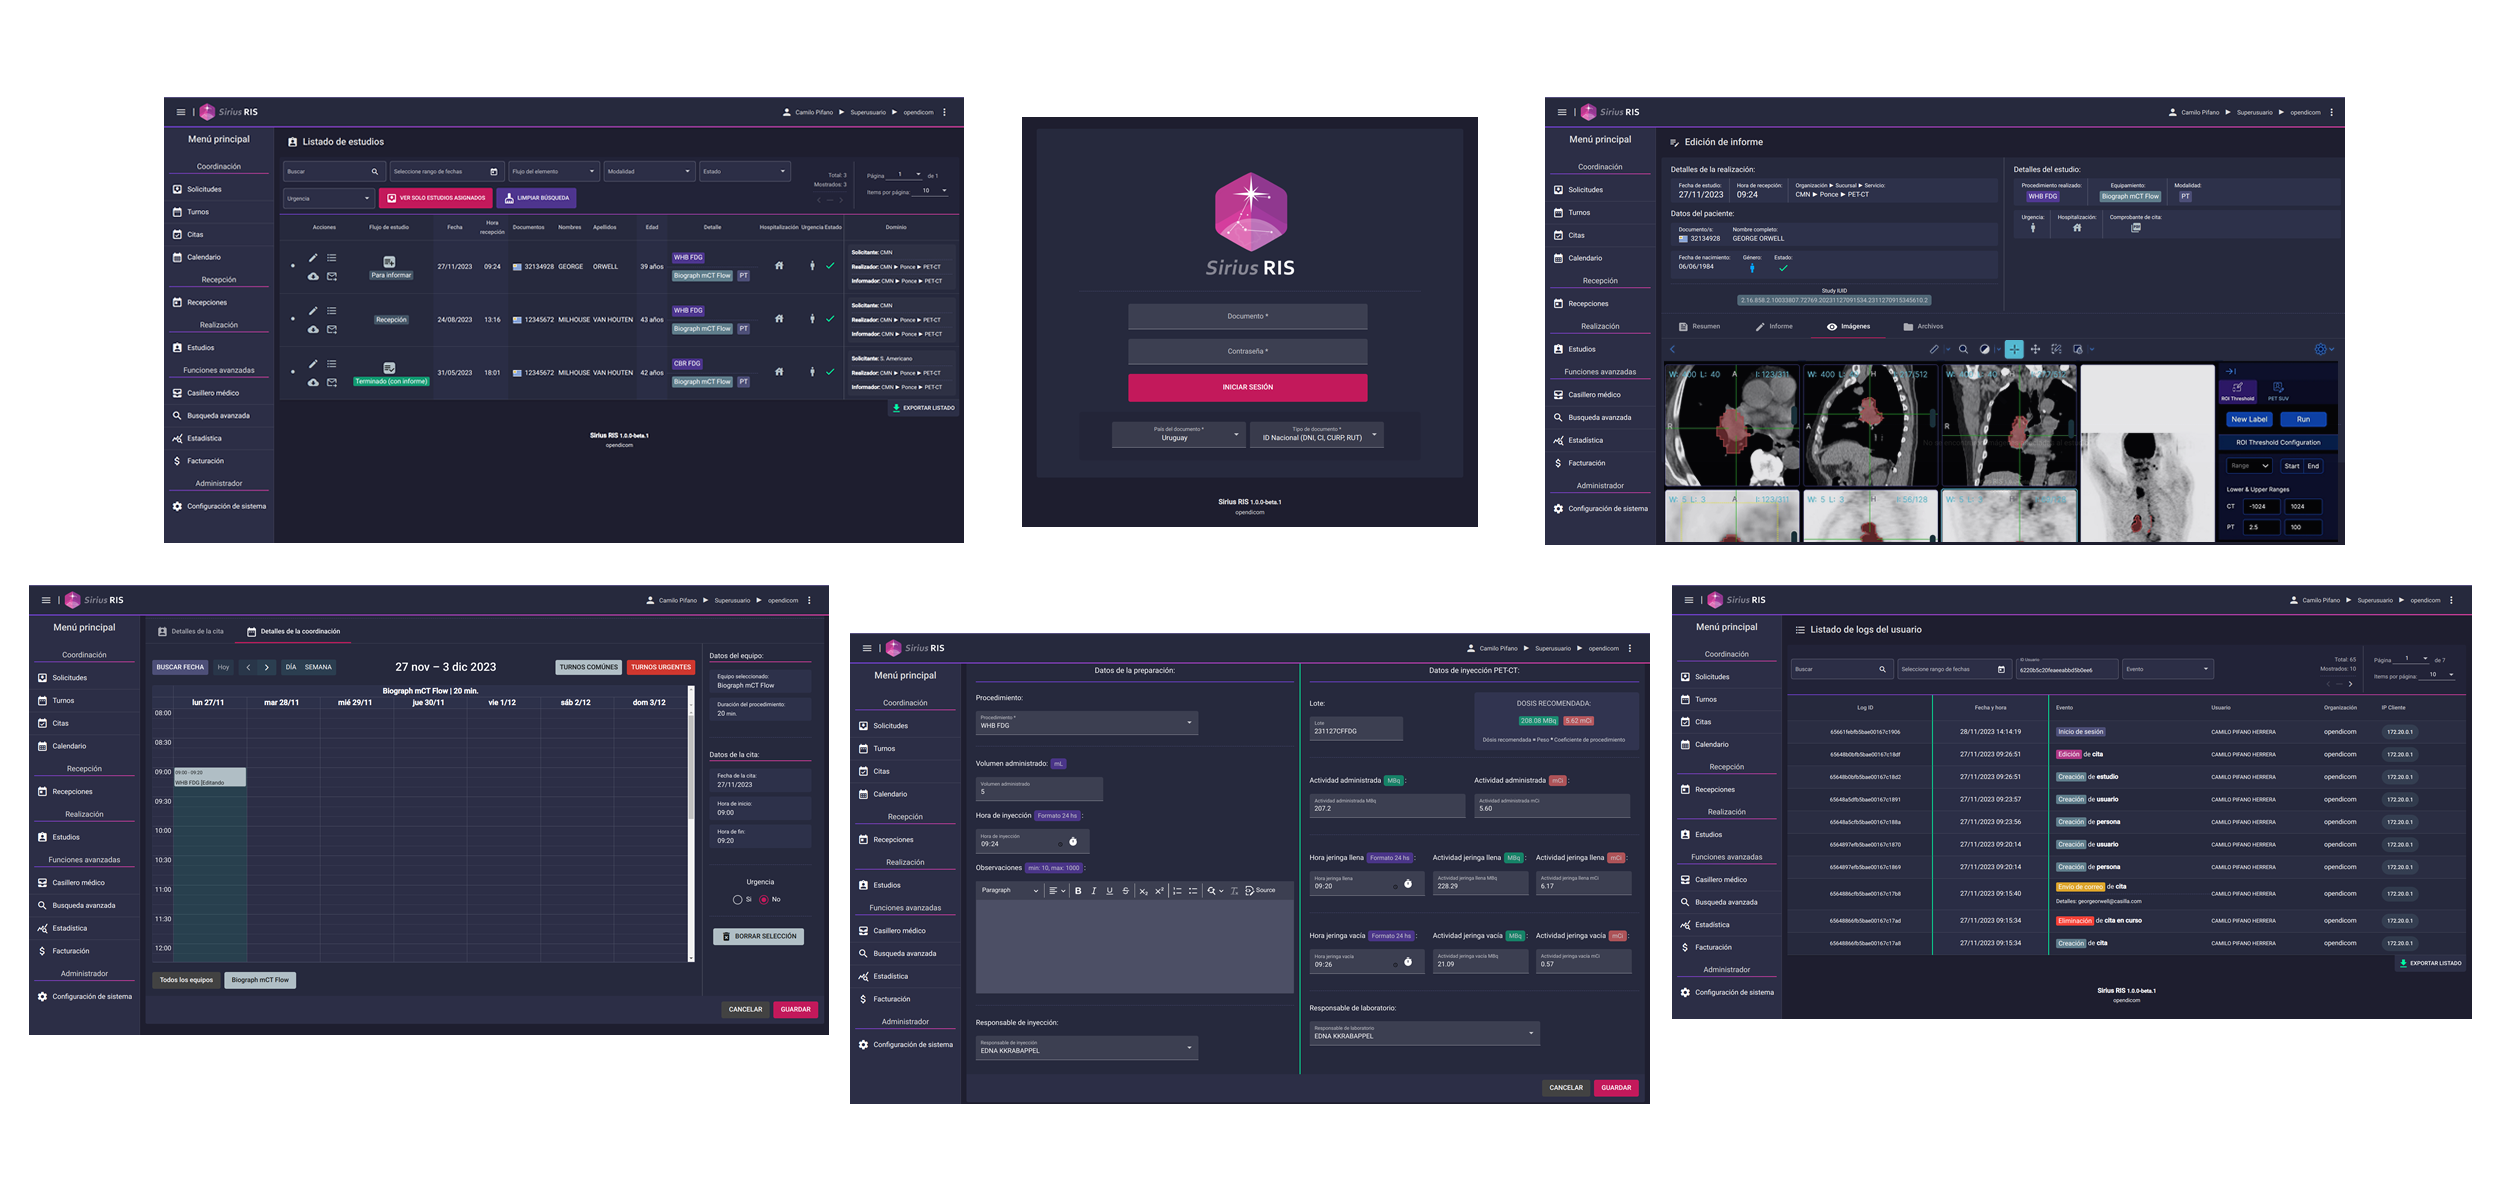 Sirius RIS
Camilo Pifano ▶ Superusuario ▶ opendicom
Menú principal
Coordinación
Solicitudes
Turnos
Citas
Calendario
Recepción
Recepciones
Realización
Estudios
Funciones avanzadas
Casillero médico
Busqueda avanzada
Estadística
Facturación
Administrador
Configuración de sistema
Listado de estudios
Buscar
Seleccione rango de fechas
Flujo del elemento
Modalidad
Estado
Urgencia
VER SOLO ESTUDIOS ASIGNADOS
LIMPIAR BÚSQUEDA
Total: 3
Mostrados: 3
Página 1 de 1
Items por página: 10
Acciones Flujo de estudio Fecha Hora recepción Documentos Nombres Apellidos Edad Detalle Hospitalización Urgencia Estado Dominio
Para informar 27/11/2023 09:24 32134928 GEORGE ORWELL 39 años
WHB FDG
Biograph mCT Flow PT
Solicitante: CMN
Realizador: CMN ▶ Ponce ▶ PET-CT
Informador: CMN ▶ Ponce ▶ PET-CT
Recepción 24/08/2023 13:16 12345672 MILHOUSE VAN HOUTEN 43 años
WHB FDG
Biograph mCT Flow PT
Solicitante: CMN
Realizador: CMN ▶ Ponce ▶ PET-CT
Informador: CMN ▶ Ponce ▶ PET-CT
Terminado (con informe) 31/05/2023 18:01 12345672 MILHOUSE VAN HOUTEN 42 años
CBR FDG
Biograph mCT Flow PT
Solicitante: S. Americano
Realizador: CMN ▶ Ponce ▶ PET-CT
Informador: CMN ▶ Ponce ▶ PET-CT
EXPORTAR LISTADO
Sirius RIS 1.0.0-beta.1
opendicom
Sirius RIS
Documento *
Contraseña *
INICIAR SESIÓN
País del documento *
Uruguay
Tipo de documento *
ID Nacional (DNI, CI, CURP, RUT)
Sirius RIS 1.0.0-beta.1
opendicom
Sirius RIS
Camilo Pifano ▶ Superusuario ▶ opendicom
Menú principal
Coordinación
Solicitudes
Turnos
Citas
Calendario
Recepción
Recepciones
Realización
Estudios
Funciones avanzadas
Casillero médico
Busqueda avanzada
Estadística
Facturación
Administrador
Configuración de sistema
Edición de informe
Detalles de la realización:
Fecha de estudio: 27/11/2023
Hora de recepción: 09:24
Organización ▶ Sucursal ▶ Servicio:
CMN ▶ Ponce ▶ PET-CT
Datos del paciente:
Documento/s: 32134928
Nombre completo: GEORGE ORWELL
Fecha de nacimiento: 06/06/1984
Género:
Estado:
Study IUID
2.16.858.2.10033807.72769.20231127091534.2311270915345610.2
Detalles del estudio:
Procedimiento realizado: WHB FDG
Equipamiento: Biograph mCT Flow
Modalidad: PT
Urgencia:
Hospitalización:
Comprobante de cita:
Resumen
Informe
Imágenes
Archivos
W: 400 L: 40 A I: 123/311
R
W: 400 L: 40 H
A
W: 400 L: 40 H
R
W: 5 L: 3 A I: 123/311
W: 5 L: 3 H
W: 5 L: 3 H I: 56/128
ROI Threshold
PET SUV
New Label
Run
ROI Threshold Configuration
Range
Start End
Lower & Upper Ranges
CT -1024 1024
PT 2.5 100
Sirius RIS
Camilo Pifano ▶ Superusuario ▶ opendicom
Menú principal
Coordinación
Solicitudes
Turnos
Citas
Calendario
Recepción
Recepciones
Realización
Estudios
Funciones avanzadas
Casillero médico
Busqueda avanzada
Estadística
Facturación
Administrador
Configuración de sistema
Detalles de la cita
Detalles de la coordinación
BUSCAR FECHA
Hoy
DÍA SEMANA
27 nov – 3 dic 2023
TURNOS COMÚNES
TURNOS URGENTES
Biograph mCT Flow | 20 min.
lun 27/11 mar 28/11 mié 29/11 jue 30/11 vie 1/12 sáb 2/12 dom 3/12
08:00
08:30
09:00
09:00 - 09:20
WHB FDG [Editando
09:30
10:00
10:30
11:00
11:30
12:00
Todos los equipos
Biograph mCT Flow
Datos del equipo:
Equipo seleccionado:
Biograph mCT Flow
Duración del procedimiento:
20 min.
Datos de la cita:
Fecha de la cita:
27/11/2023
Hora de inicio:
09:00
Hora de fin:
09:20
Urgencia
Si No
BORRAR SELECCIÓN
CANCELAR
GUARDAR
Sirius RIS
Camilo Pifano ▶ Superusuario ▶ opendicom
Menú principal
Coordinación
Solicitudes
Turnos
Citas
Calendario
Recepción
Recepciones
Realización
Estudios
Funciones avanzadas
Casillero médico
Busqueda avanzada
Estadística
Facturación
Administrador
Configuración de sistema
Datos de la preparación:
Procedimiento:
Procedimiento *
WHB FDG
Volumen administrado: mL
Volumen administrado
5
Hora de inyección Formato 24 hs :
Hora de inyección
09:24
Observaciones min: 10, max: 1000 :
Paragraph
B I U S
Source
Responsable de inyección:
Responsable de inyección
EDNA KKRABAPPEL
Datos de inyección PET-CT:
Lote:
Lote
231127CFFDG
DOSIS RECOMENDADA:
208.08 MBq 5.62 mCi
Dósis recomendada = Peso * Coeficiente de procedimiento
Actividad administrada MBq :
Actividad administrada MBq
207.2
Actividad administrada mCi :
Actividad administrada mCi
5.60
Hora jeringa llena Formato 24 hs :
Hora jeringa llena
09:20
Actividad jeringa llena MBq :
Actividad jeringa llena MBq
228.29
Actividad jeringa llena mCi :
Actividad jeringa llena mCi
6.17
Hora jeringa vacía Formato 24 hs :
Hora jeringa vacía
09:26
Actividad jeringa vacía MBq :
Actividad jeringa vacía MBq
21.09
Actividad jeringa vacía mCi :
Actividad jeringa vacía mCi
0.57
Responsable de laboratorio:
Responsable de laboratorio
EDNA KKRABAPPEL
CANCELAR
GUARDAR
Sirius RIS
Camilo Pifano ▶ Superusuario ▶ opendicom
Menú principal
Coordinación
Solicitudes
Turnos
Citas
Calendario
Recepción
Recepciones
Realización
Estudios
Funciones avanzadas
Casillero médico
Busqueda avanzada
Estadística
Facturación
Administrador
Configuración de sistema
Listado de logs del usuario
Buscar
Seleccione rango de fechas
ID Usuario
6220b5c20feaeeabbd5b0ee6
Evento
Total: 65
Mostrados: 10
Página 1 de 7
Items por página: 10
Log ID Fecha y hora Evento Usuario Organización IP Cliente
65661febfb5bae00167c1906 28/11/2023 14:14:19 Inicio de sesión CAMILO PIFANO HERRERA opendicom 172.20.0.1
65648b0bfb5bae00167c18df 27/11/2023 09:26:51 Edición de cita CAMILO PIFANO HERRERA opendicom 172.20.0.1
65648b0bfb5bae00167c18d2 27/11/2023 09:26:51 Creación de estudio CAMILO PIFANO HERRERA opendicom 172.20.0.1
65648a5dfb5bae00167c1891 27/11/2023 09:23:57 Creación de usuario CAMILO PIFANO HERRERA opendicom 172.20.0.1
65648a5cfb5bae00167c188a 27/11/2023 09:23:56 Creación de persona CAMILO PIFANO HERRERA opendicom 172.20.0.1
6564897efb5bae00167c1870 27/11/2023 09:20:14 Creación de usuario CAMILO PIFANO HERRERA opendicom 172.20.0.1
6564897efb5bae00167c1869 27/11/2023 09:20:14 Creación de persona CAMILO PIFANO HERRERA opendicom 172.20.0.1
6564886cfb5bae00167c17b8 27/11/2023 09:15:40 Envío de correo de cita CAMILO PIFANO HERRERA opendicom 172.20.0.1
Detalles: georgeorwell@casilla.com
65648866fb5bae00167c17ad 27/11/2023 09:15:34 Eliminación de cita en curso CAMILO PIFANO HERRERA opendicom 172.20.0.1
65648866fb5bae00167c17a8 27/11/2023 09:15:34 Creación de cita CAMILO PIFANO HERRERA opendicom 172.20.0.1
EXPORTAR LISTADO
Sirius RIS 1.0.0-beta.1
opendicom